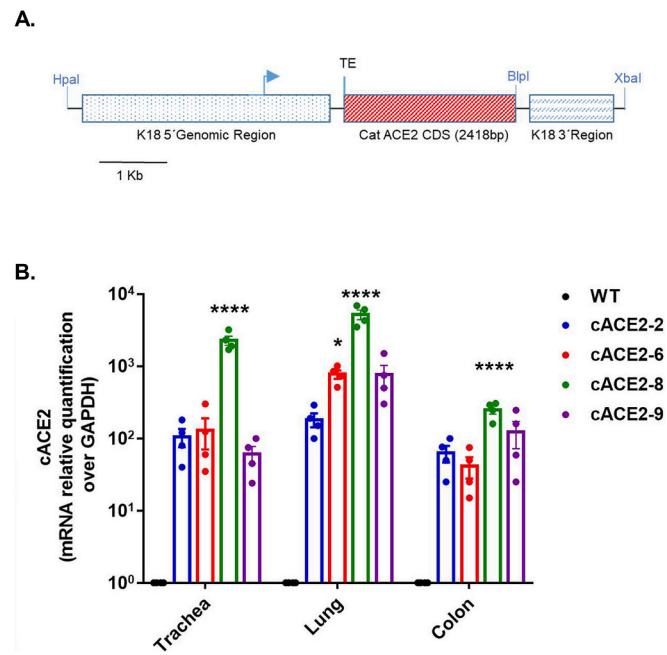 A.
TE
HpaI
BlpI
XbaI
K18 5´Genomic Region
Cat ACE2 CDS (2418bp)
K18 3´Region
1 Kb
B.
cACE2
(mRNA relative quantification
over GAPDH)
10⁴
10³
10²
10¹
10⁰
****
*
****
****
Trachea
Lung
Colon
WT
cACE2-2
cACE2-6
cACE2-8
cACE2-9